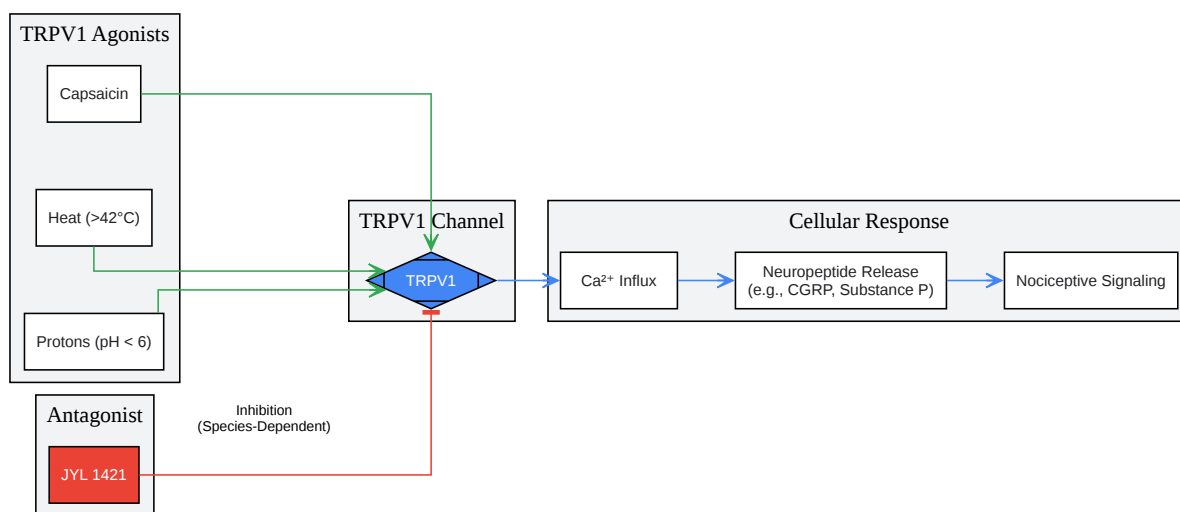 TRPV1 Agonists
Capsaicin
Heat (>42°C)
Protons (pH < 6)
Antagonist
JYL 1421
Inhibition
(Species-Dependent)
TRPV1 Channel
TRPV1
Cellular Response
Ca²⁺ Influx
Neuropeptide Release
(e.g., CGRP, Substance P)
Nociceptive Signaling